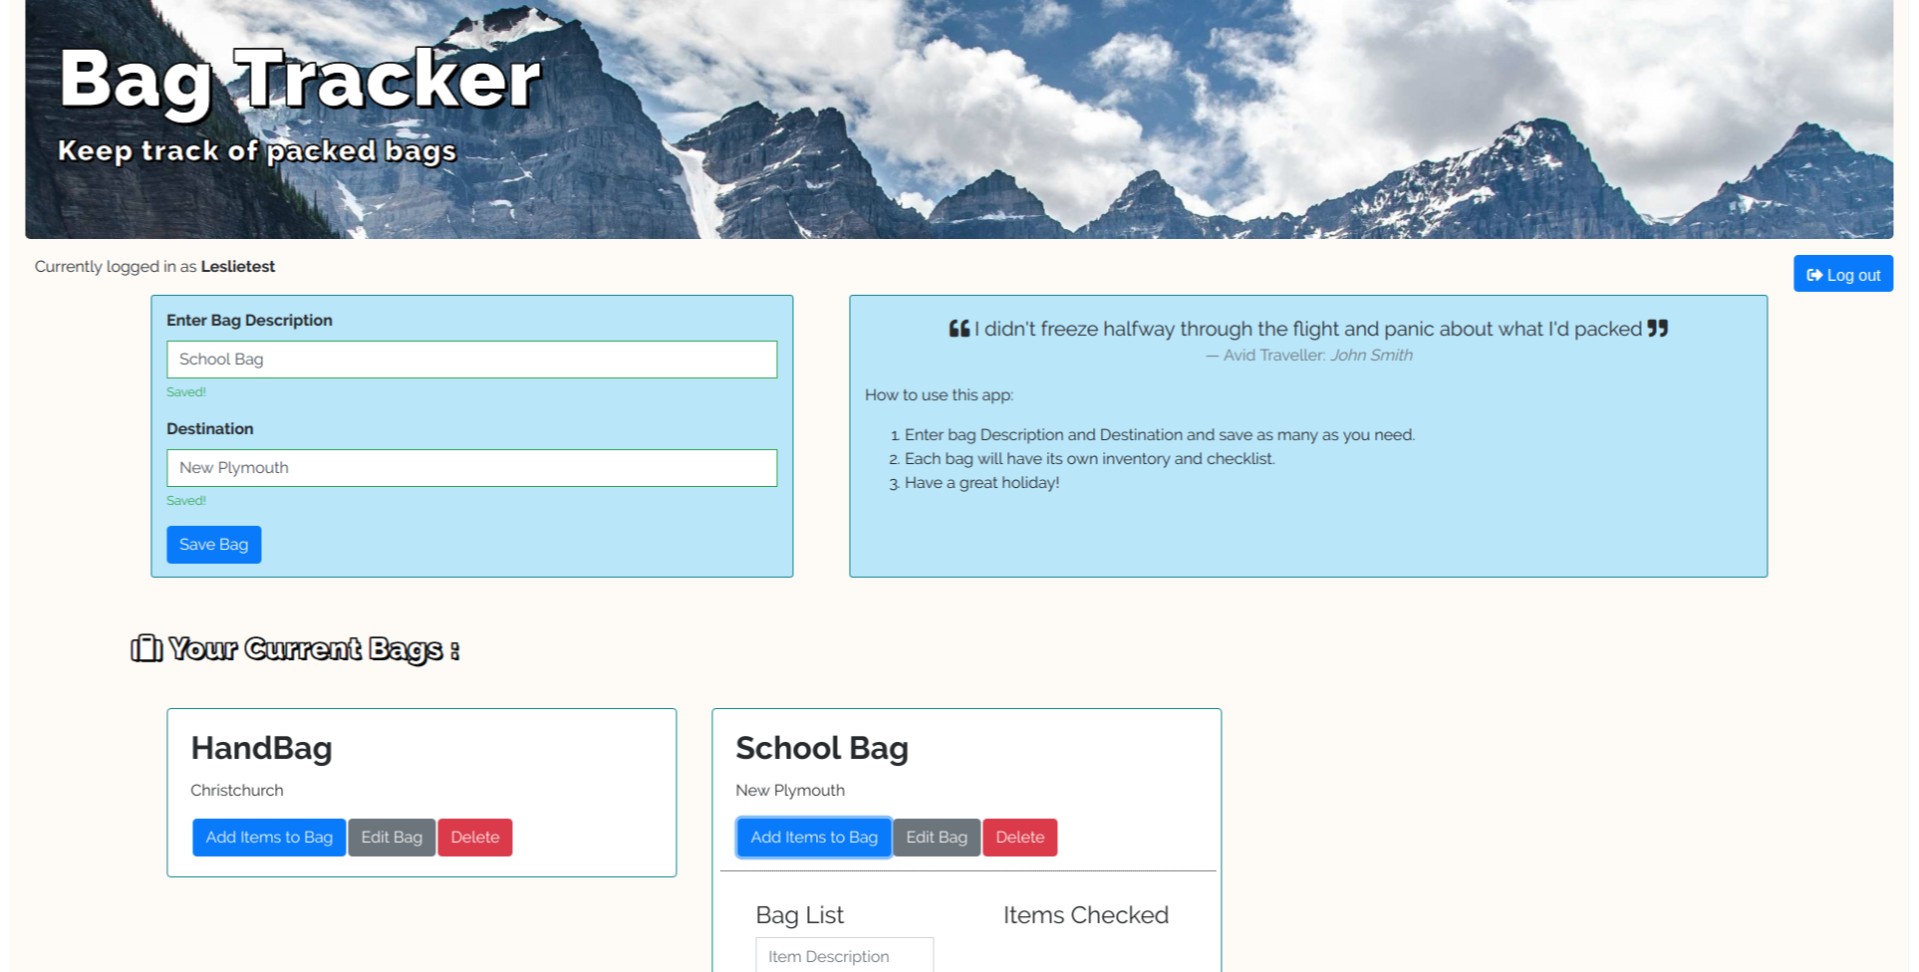 Bag Tracker
Keep track of packed bags
Currently logged in as Leslietest
Log out
Enter Bag Description
School Bag
Saved!
Destination
New Plymouth
Saved!
Save Bag
❝ I didn't freeze halfway through the flight and panic about what I'd packed ❞
— Avid Traveller: John Smith
How to use this app:
1. Enter bag Description and Destination and save as many as you need.
2. Each bag will have its own inventory and checklist.
3. Have a great holiday!
Your Current Bags :
HandBag
Christchurch
Add Items to Bag Edit Bag Delete
School Bag
New Plymouth
Add Items to Bag Edit Bag Delete
Bag List
Items Checked
Item Description